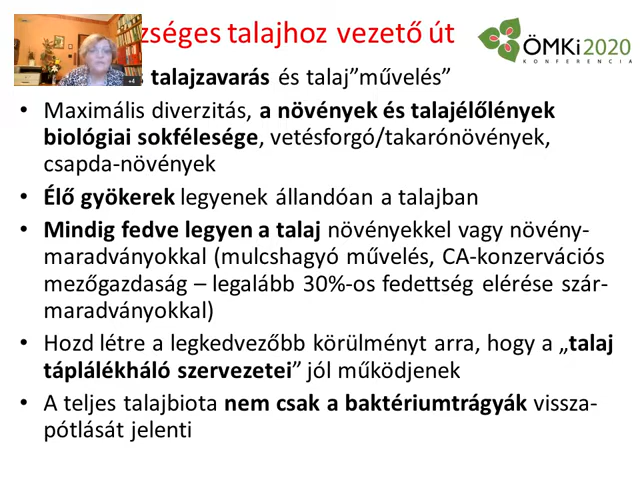 zséges talajhoz vezető út
ÖMKi2020
KONFERENCIA
talajzavarás és talaj”művelés”
• Maximális diverzitás, a növények és talajélőlények
biológiai sokfélesége, vetésforgó/takarónövények,
csapda-növények
• Élő gyökerek legyenek állandóan a talajban
• Mindig fedve legyen a talaj növényekkel vagy növény-
maradványokkal (mulcshagyó művelés, CA-konzervációs
mezőgazdaság – legalább 30%-os fedettség elérése szár-
maradványokkal)
• Hozd létre a legkedvezőbb körülményt arra, hogy a „talaj
táplálékháló szervezetei” jól működjenek
• A teljes talajbiota nem csak a baktériumtrágyák vissza-
pótlását jelenti